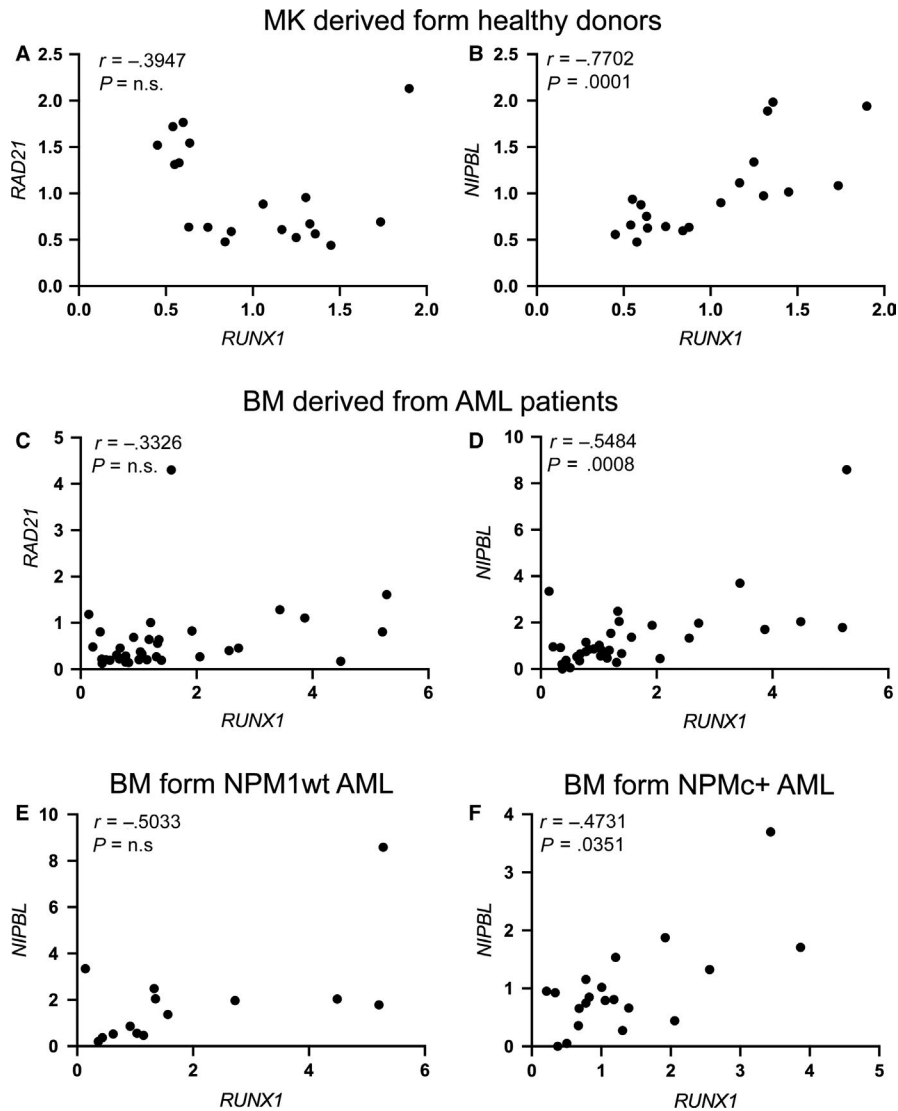 MK derived form healthy donors
A
r = –.3947
P = n.s.
RAD21
2.5
2.0
1.5
1.0
0.5
0.0
0.0 0.5 1.0 1.5 2.0
RUNX1
B
r = –.7702
P = .0001
NIPBL
2.5
2.0
1.5
1.0
0.5
0.0
0.0 0.5 1.0 1.5 2.0
RUNX1
BM derived from AML patients
C
r = –.3326
P = n.s.
RAD21
5
4
3
2
1
0
0 2 4 6
RUNX1
D
r = –.5484
P = .0008
NIPBL
10
8
6
4
2
0
0 2 4 6
RUNX1
BM form NPM1wt AML
E
r = –.5033
P = n.s
NIPBL
10
8
6
4
2
0
0 2 4 6
RUNX1
BM form NPMc+ AML
F
r = –.4731
P = .0351
NIPBL
4
3
2
1
0
0 1 2 3 4 5
RUNX1